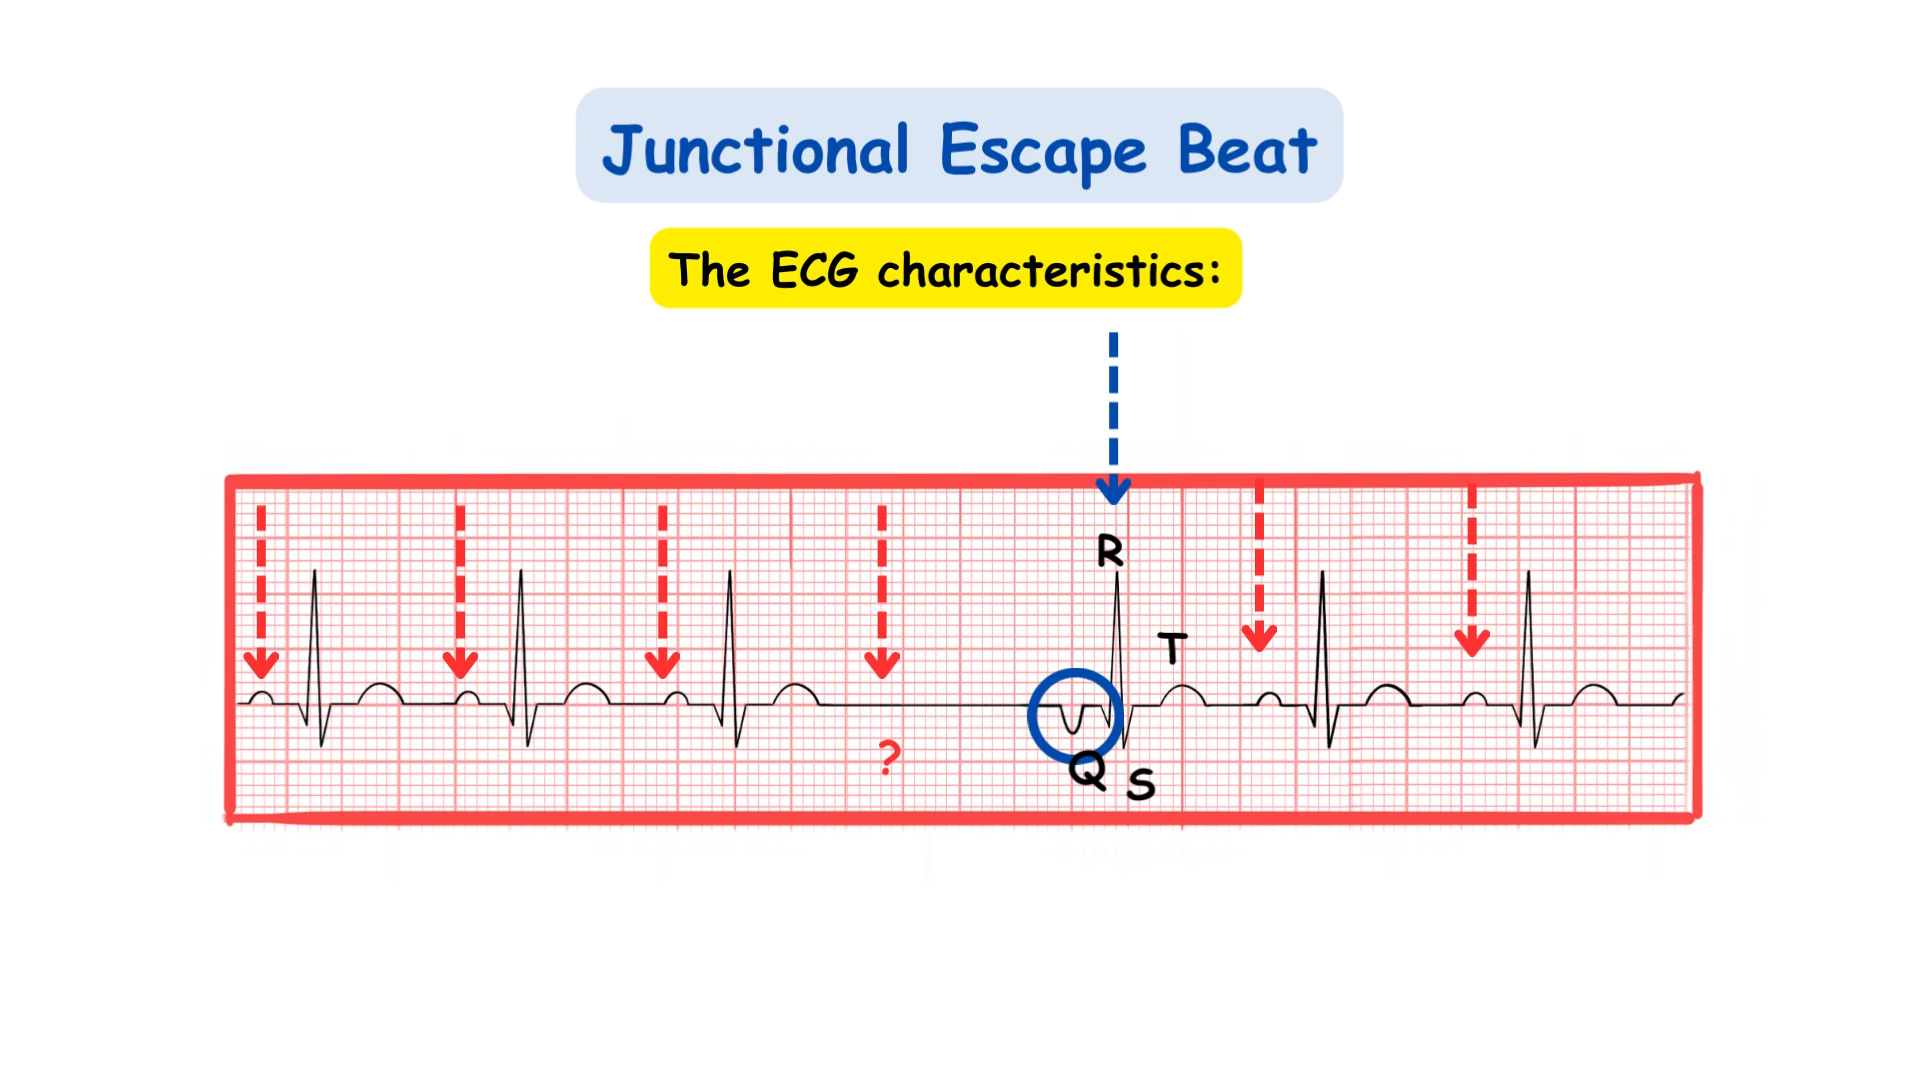 Junctional Escape Beat
The ECG characteristics:
R
T
?
Q
S